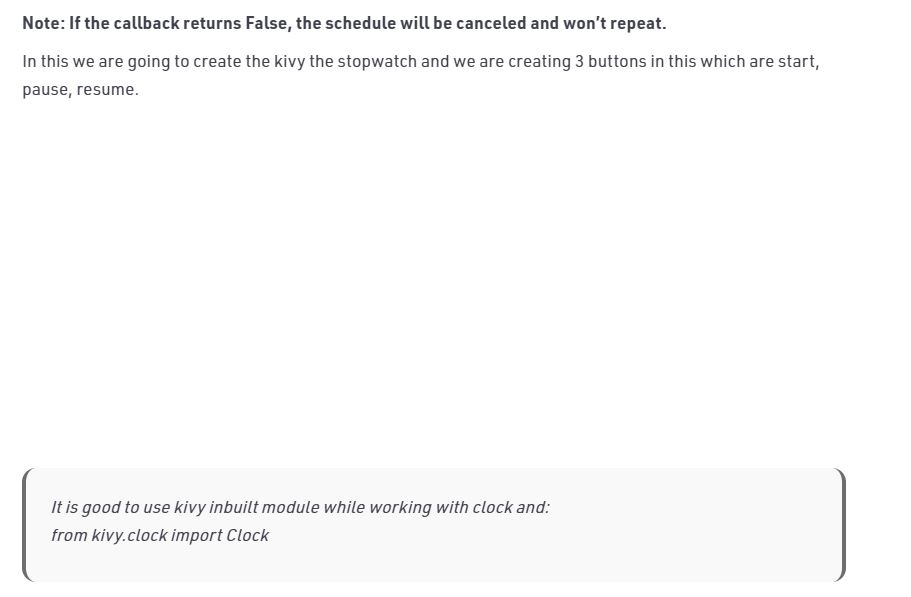 Note: If the callback returns False, the schedule will be canceled and won’t repeat.
In this we are going to create the kivy the stopwatch and we are creating 3 buttons in this which are start,
pause, resume.
It is good to use kivy inbuilt module while working with clock and:
from kivy.clock import Clock